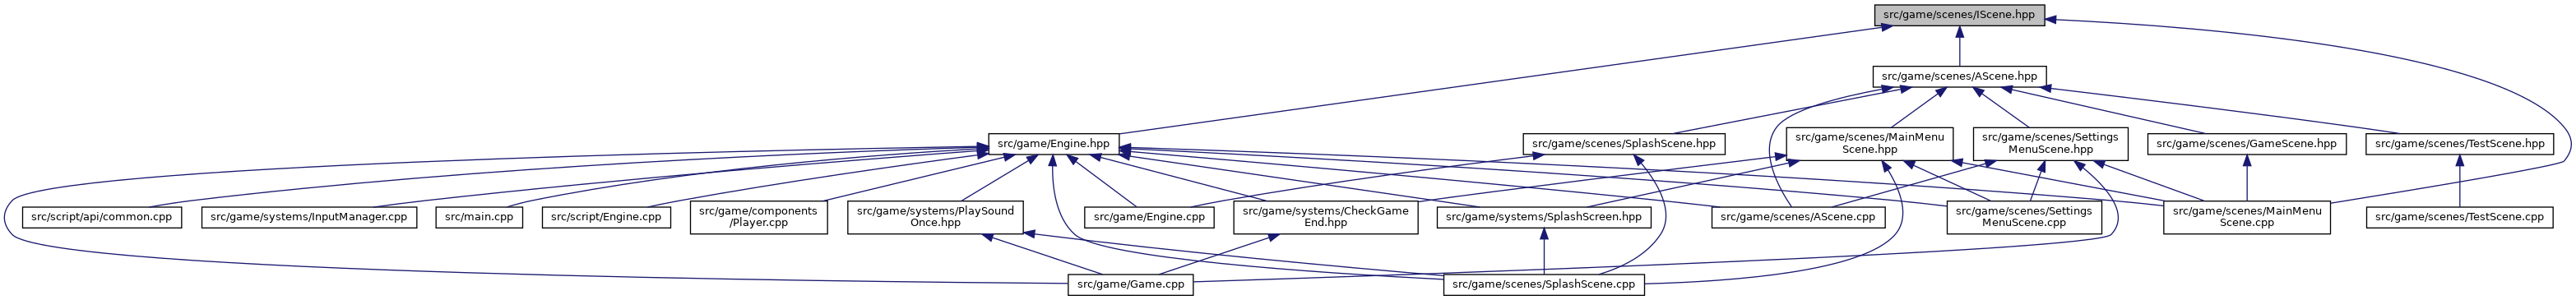 src/game/scenes/IScene.hpp
src/game/scenes/AScene.hpp
src/game/Engine.hpp
src/game/scenes/SplashScene.hpp
src/game/scenes/MainMenu
Scene.hpp
src/game/scenes/Settings
MenuScene.hpp
src/game/scenes/GameScene.hpp
src/game/scenes/TestScene.hpp
src/script/api/common.cpp
src/game/systems/InputManager.cpp
src/main.cpp
src/script/Engine.cpp
src/game/components
/Player.cpp
src/game/systems/PlaySound
Once.hpp
src/game/Engine.cpp
src/game/systems/CheckGame
End.hpp
src/game/systems/SplashScreen.hpp
src/game/scenes/AScene.cpp
src/game/scenes/Settings
MenuScene.cpp
src/game/scenes/MainMenu
Scene.cpp
src/game/scenes/TestScene.cpp
src/game/Game.cpp
src/game/scenes/SplashScene.cpp